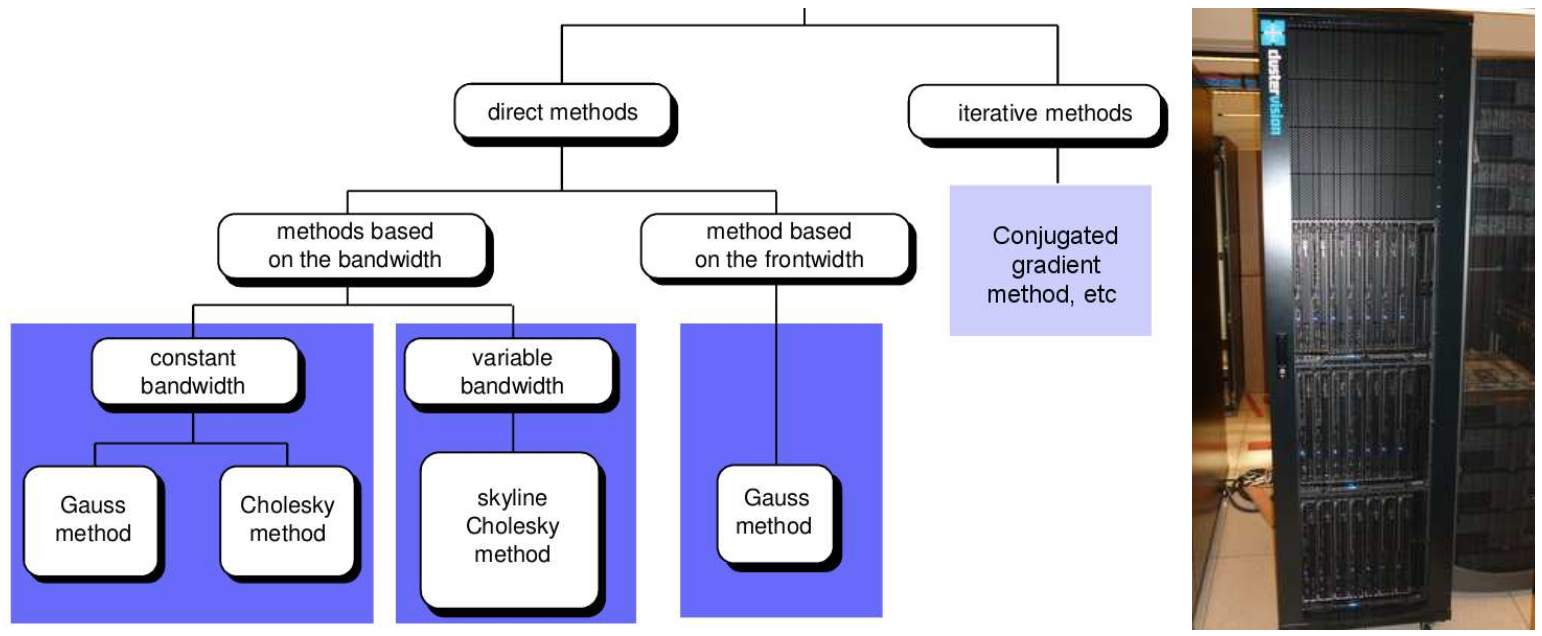 direct methods
iterative methods
methods based
on the bandwidth
method based
on the frontwidth
Conjugated
gradient
method, etc
constant
bandwidth
variable
bandwidth
Gauss
method
Cholesky
method
skyline
Cholesky
method
Gauss
method
clustervision